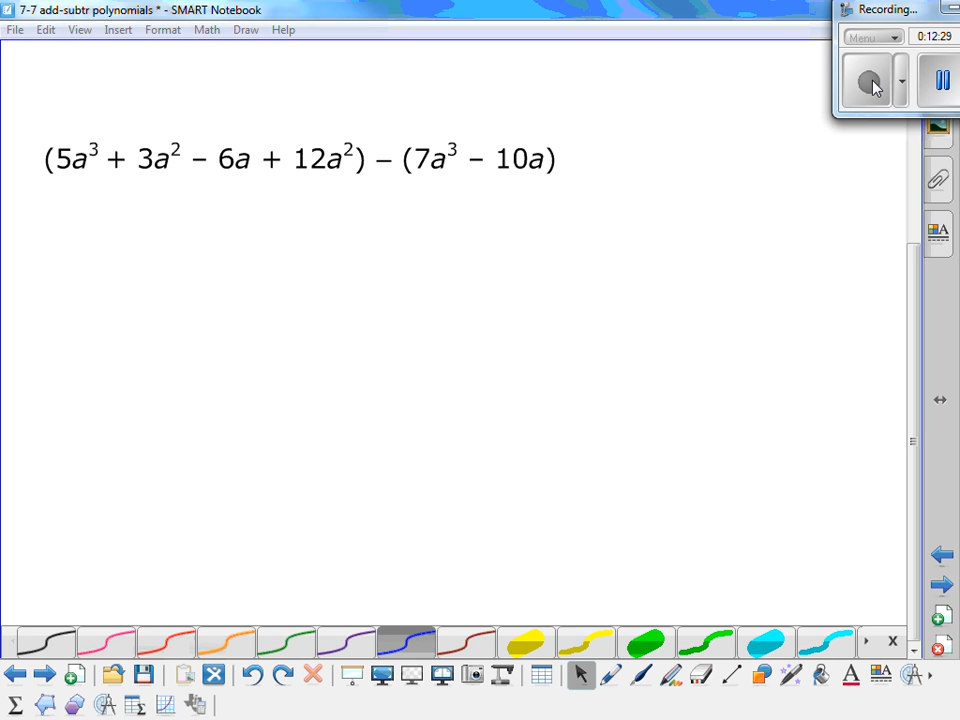 7-7 add-subtr polynomials * - SMART Notebook
File Edit View Insert Format Math Draw Help
Recording...
Menu 0:12:29
(5a³ + 3a² – 6a + 12a²) – (7a³ – 10a)